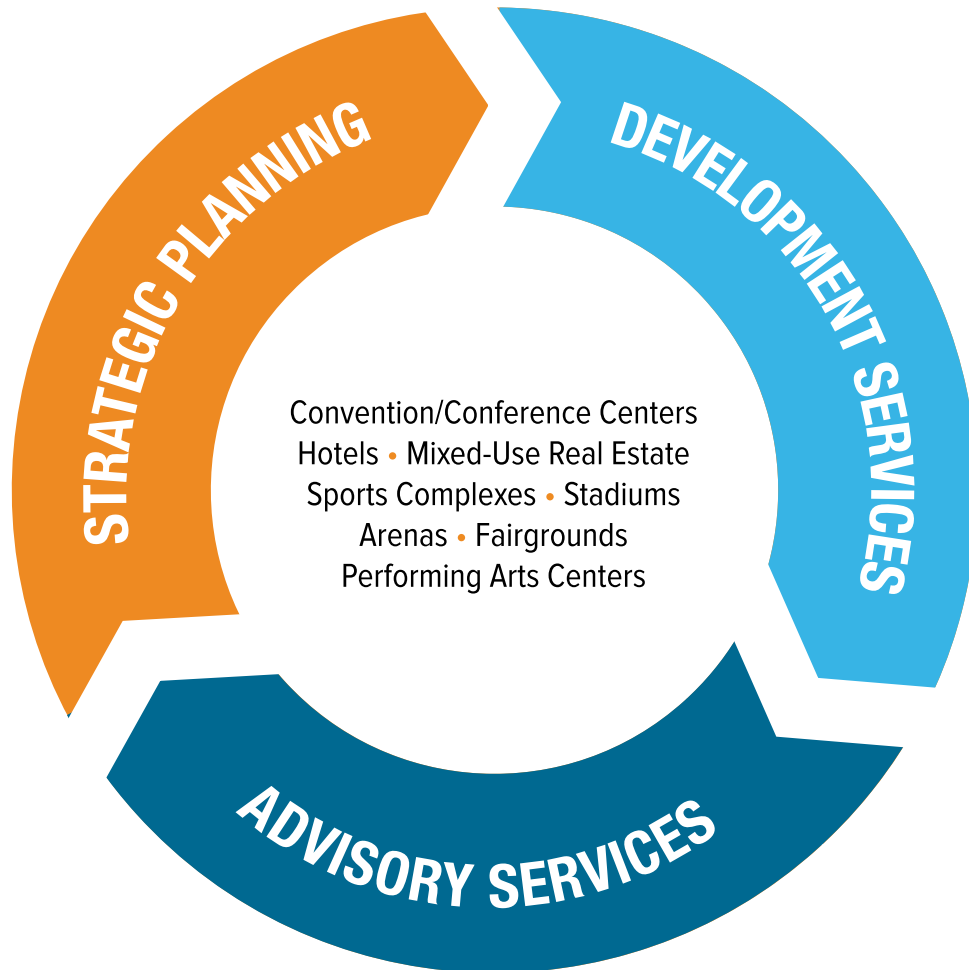 STRATEGIC PLANNING
DEVELOPMENT SERVICES
Convention/Conference Centers
Hotels • Mixed-Use Real Estate
Sports Complexes • Stadiums
Arenas • Fairgrounds
Performing Arts Centers
ADVISORY SERVICES